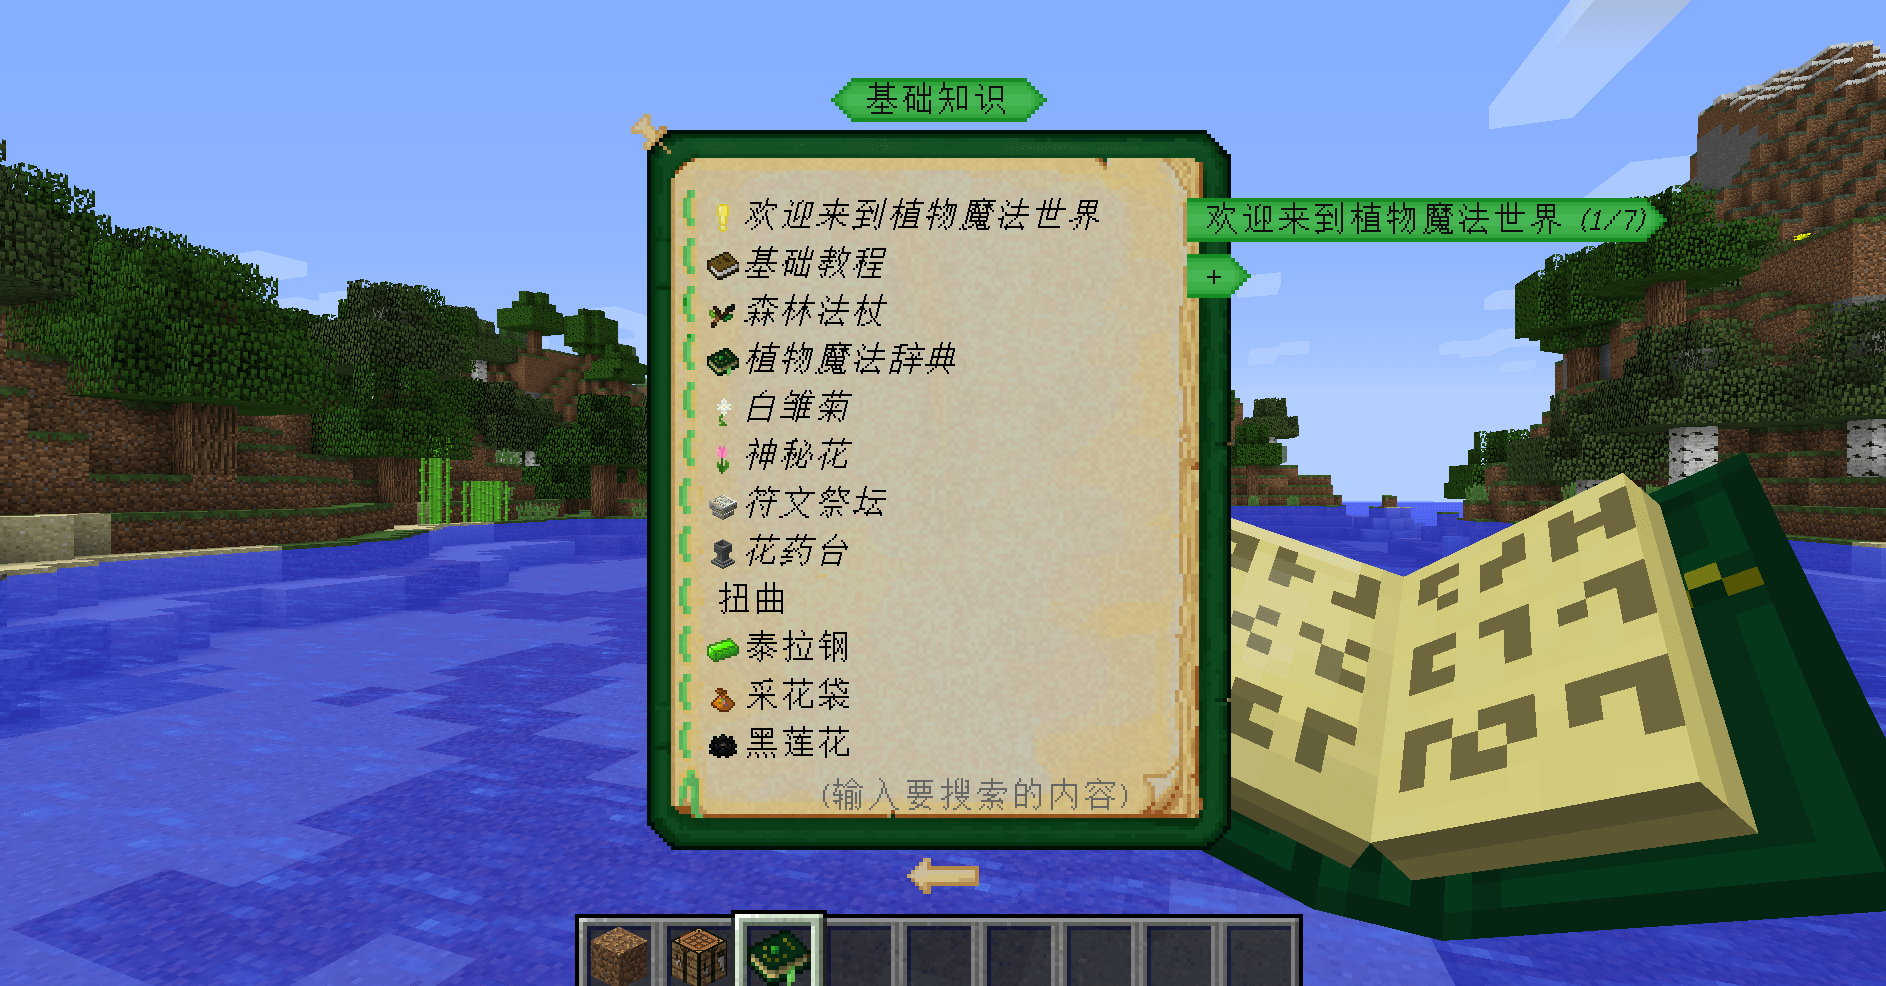 基础知识
欢迎来到植物魔法世界
欢迎来到植物魔法世界 (1/7)
基础教程
+
森林法杖
植物魔法辞典
白雏菊
神秘花
符文祭坛
花药台
扭曲
泰拉钢
采花袋
黑莲花
(输入要搜索的内容)